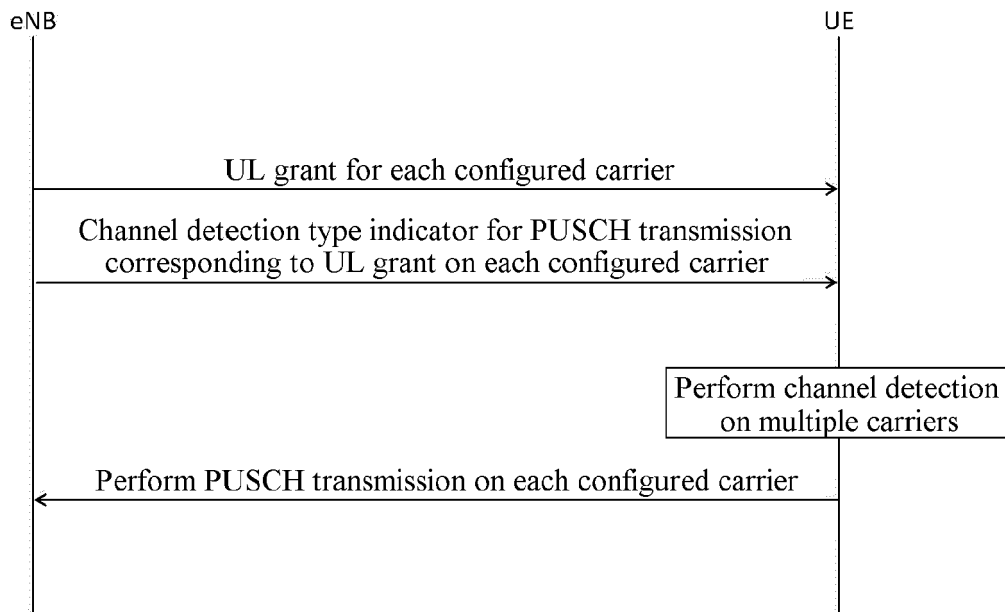 eNB
UE
UL grant for each configured carrier
Channel detection type indicator for PUSCH transmission
corresponding to UL grant on each configured carrier
Perform channel detection
on multiple carriers
Perform PUSCH transmission on each configured carrier